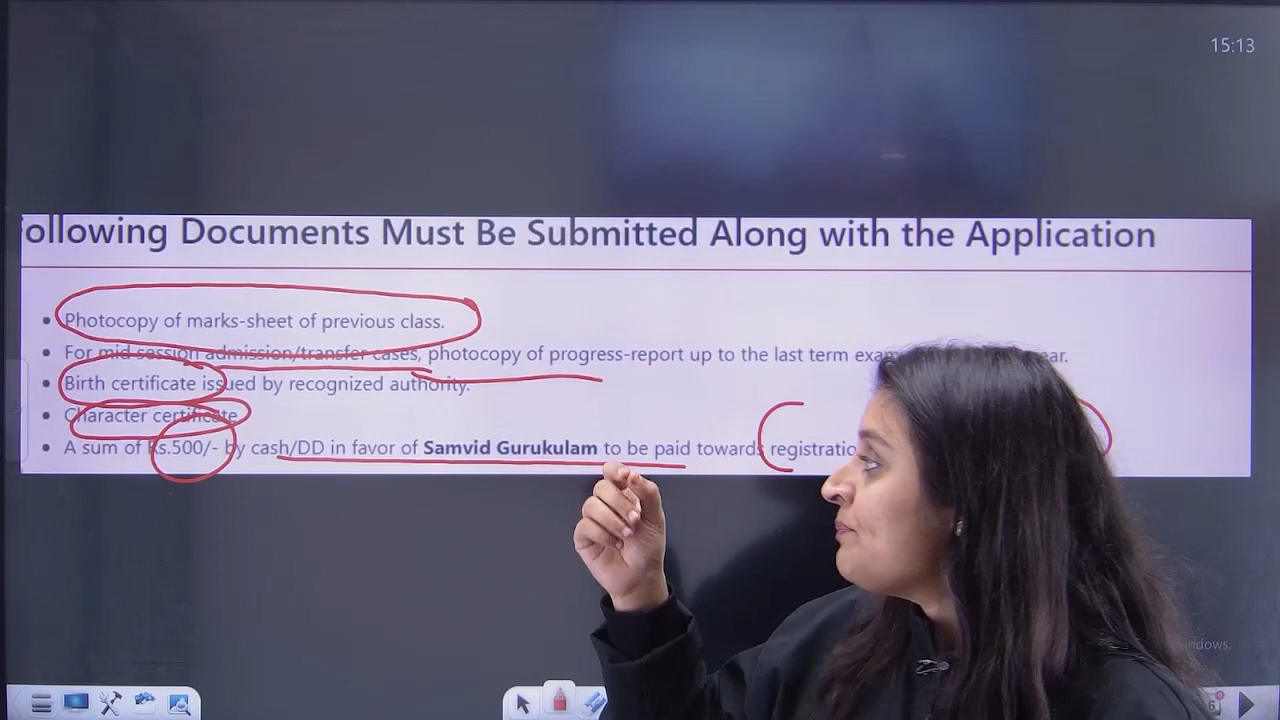 15:13
ollowing Documents Must Be Submitted Along with the Application
• Photocopy of marks-sheet of previous class.
• For mid session admission/transfer cases, photocopy of progress-report up to the last term ear.
• Birth certificate issued by recognized authority.
• Character certificate
• A sum of Rs.500/- by cash/DD in favor of Samvid Gurukulam to be paid towards registratio
ndows.